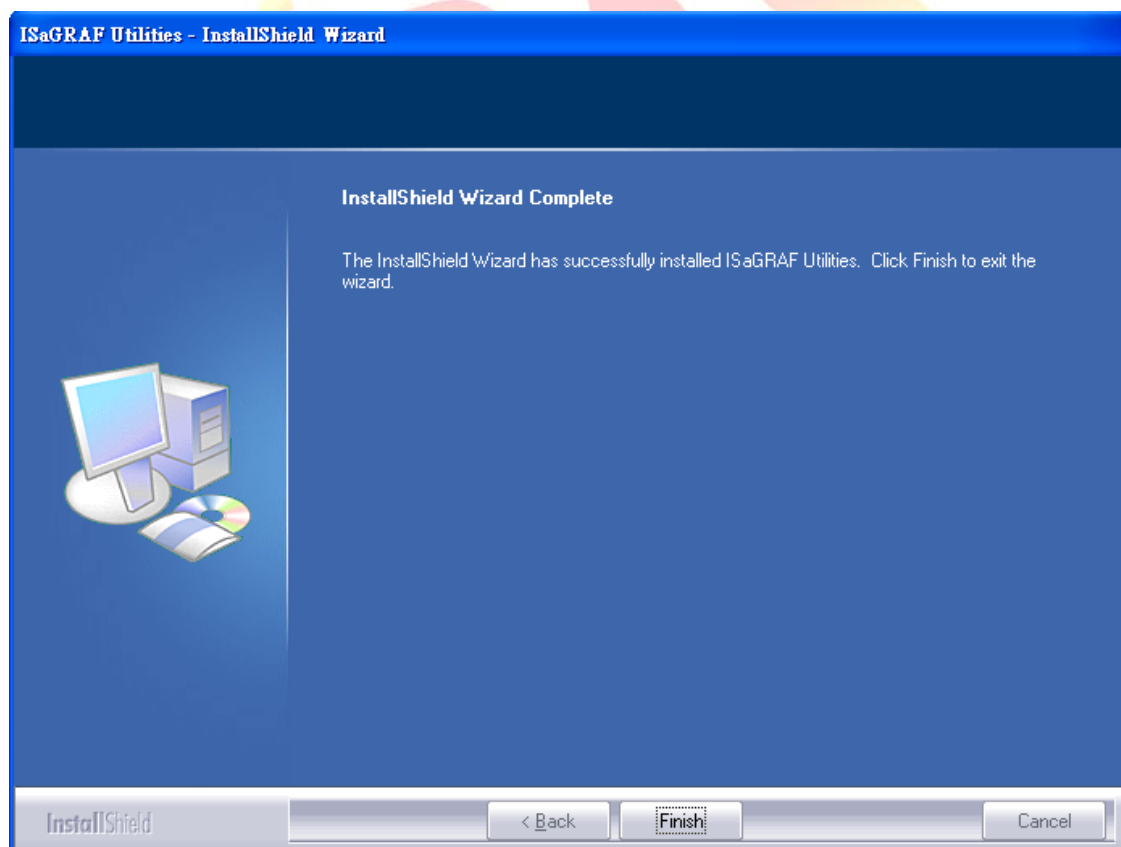 ISaGRAF Utilities - InstallShield Wizard
InstallShield Wizard Complete
The InstallShield Wizard has successfully installed ISaGRAF Utilities. Click Finish to exit the
wizard.
InstallShield
< Back
Finish
Cancel